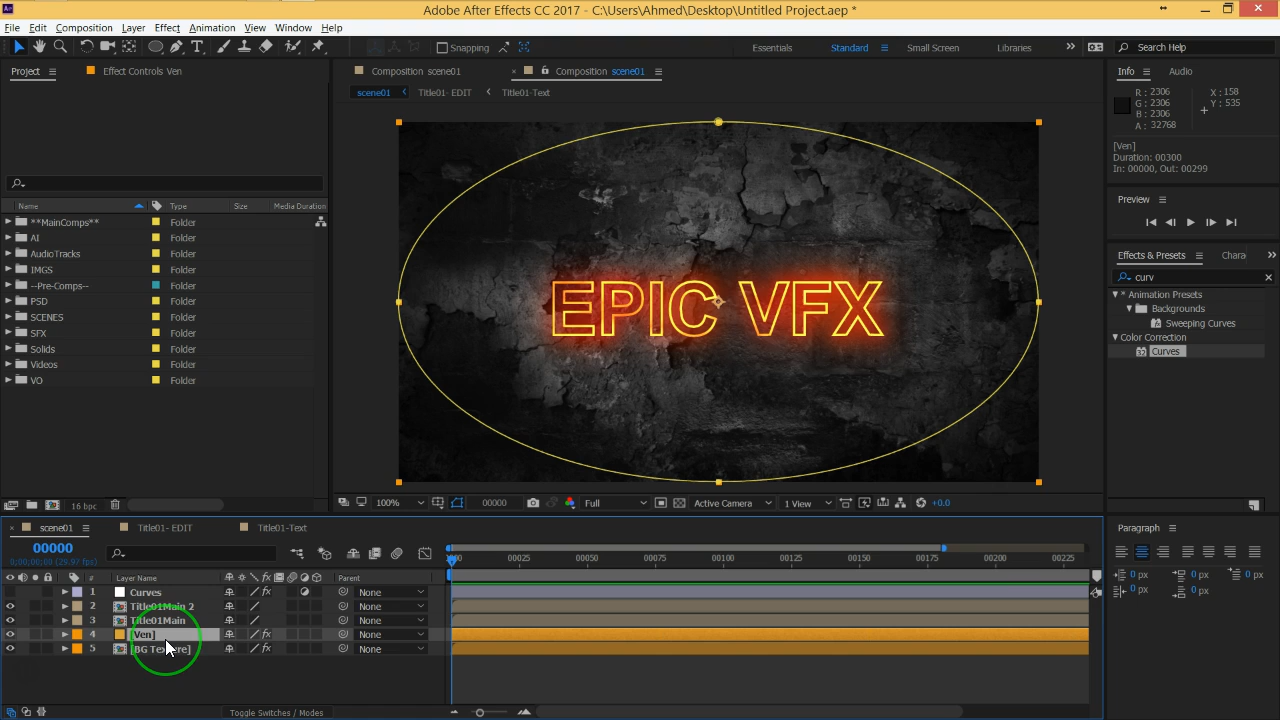 Adobe After Effects CC 2017 - C:\Users\Ahmed\Desktop\Untitled Project.aep *
File Edit Composition Layer Effect Animation View Window Help
Snapping
Essentials Standard Small Screen Libraries Search Help
Project Effect Controls Ven
Composition scene01 Composition scene01
scene01 Title01- EDIT Title01-Text
Info Audio
R: 2306
G: 2306
B: 2306
A: 32768
X: 158
Y: 535
[Ven]
Duration: 00300
In: 00000, Out: 00299
Preview
Effects & Presets Chara
curv
* Animation Presets
Backgrounds
Sweeping Curves
Color Correction
32 Curves
Name Type Size Media Duration
**MainComps** Folder
AI Folder
AudioTracks Folder
IMGS Folder
--Pre-Comps-- Folder
PSD Folder
SCENES Folder
SFX Folder
Solids Folder
Videos Folder
VO Folder
EPIC VFX
16 bpc
100% 00000 Full Active Camera 1 View +0.0
scene01 Title01- EDIT Title01-Text
00000
0;00;00;00 (29.97 fps)
# Layer Name Parent
00025 00050 00075 00100 00125 00150 00175 00200 00225
1 Curves None
2 Title01Main 2 None
3 Title01Main None
4 [Ven] None
5 [BG Texture] None
Toggle Switches / Modes
Paragraph
0 px 0 px 0 px
0 px 0 px